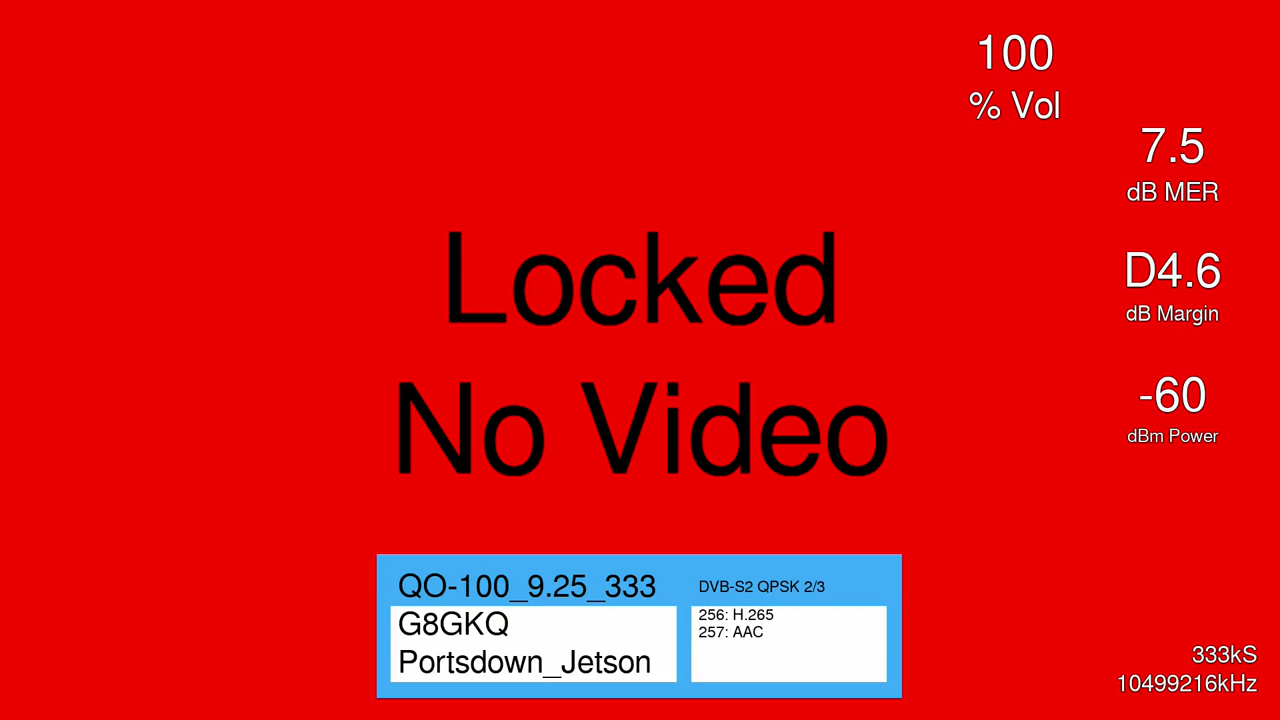 100
% Vol
7.5
dB MER
Locked
D4.6
dB Margin
No Video
-60
dBm Power
QO-100_9.25_333
DVB-S2 QPSK 2/3
G8GKQ
Portsdown_Jetson
256: H.265
257: AAC
333kS
10499216kHz